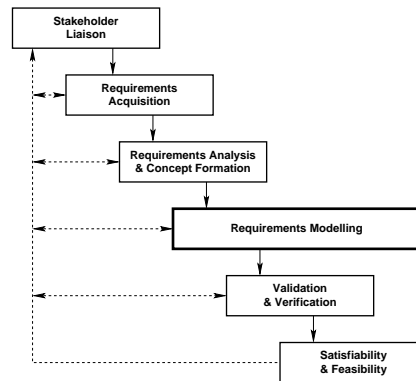 Stakeholder
Liaison
Requirements
Acquisition
Requirements Analysis
& Concept Formation
Requirements Modelling
Validation
& Verification
Satisfiability
& Feasibility